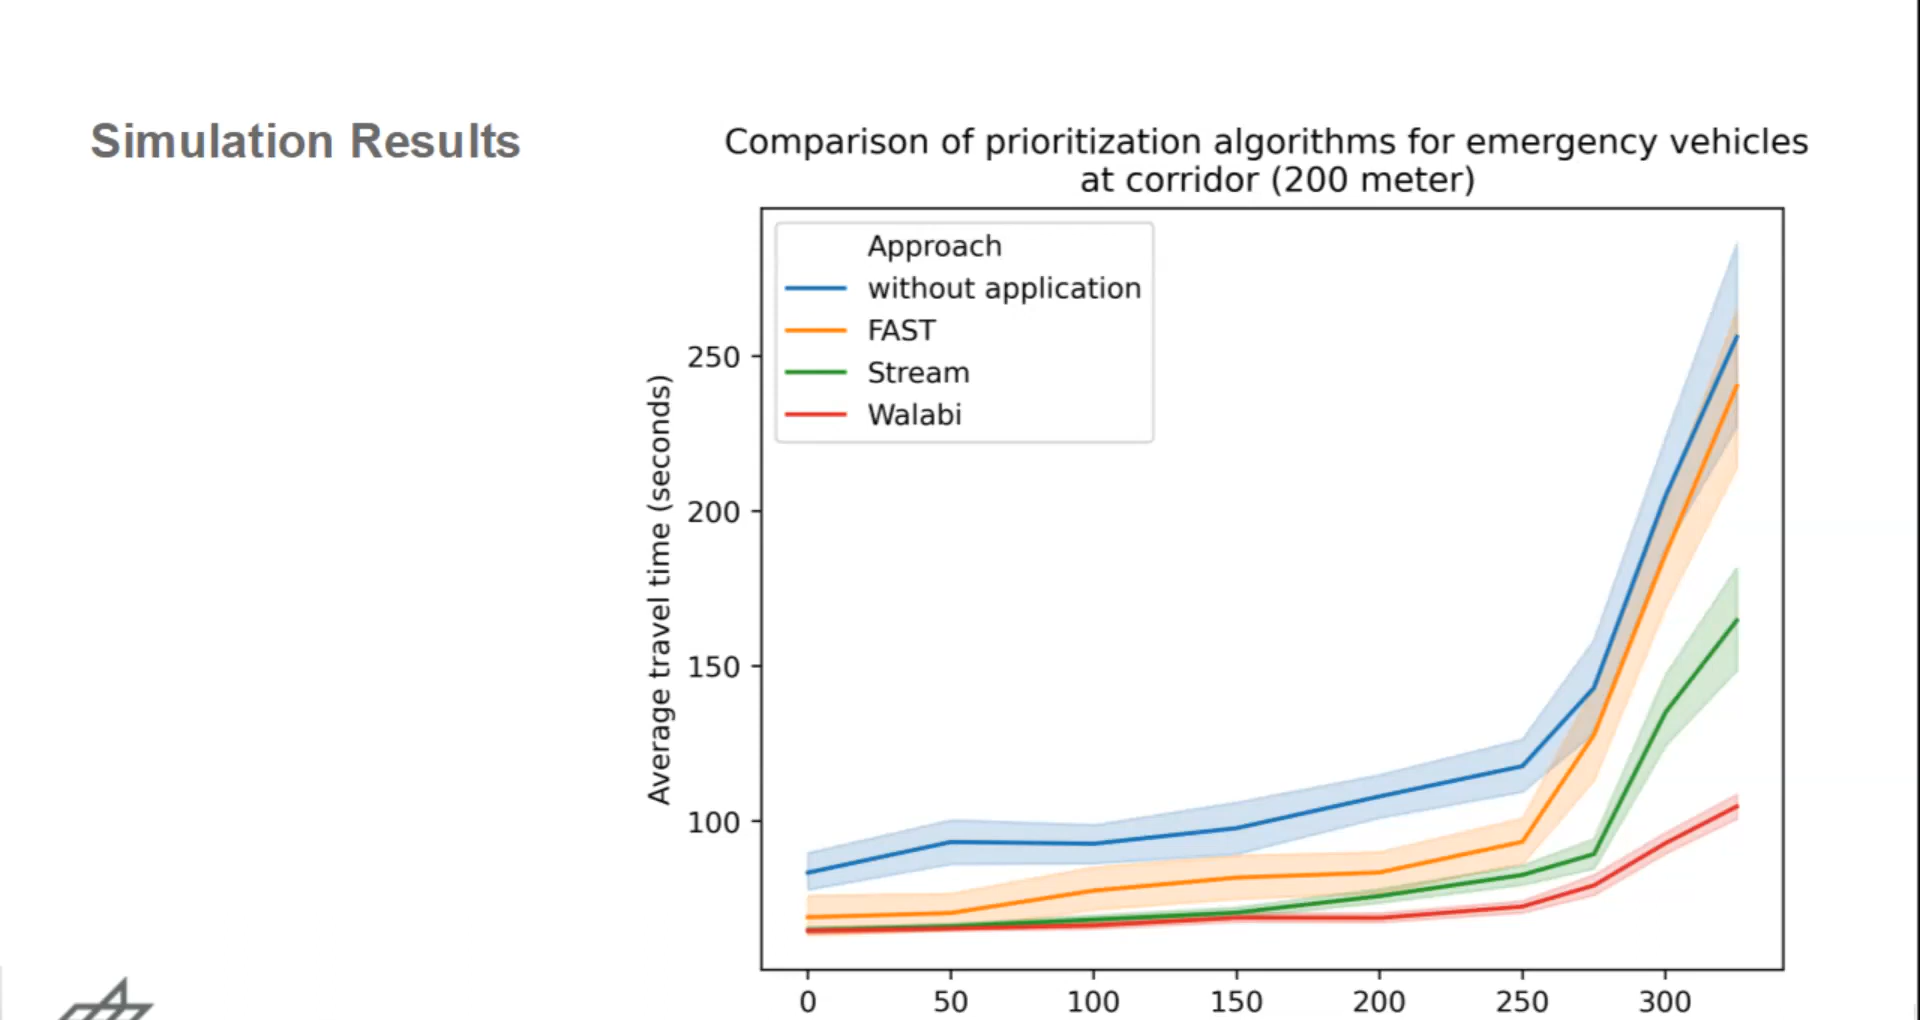 Simulation Results
Comparison of prioritization algorithms for emergency vehicles
at corridor (200 meter)
Approach
without application
FAST
Stream
Walabi
Average travel time (seconds)
250
200
150
100
0 50 100 150 200 250 300